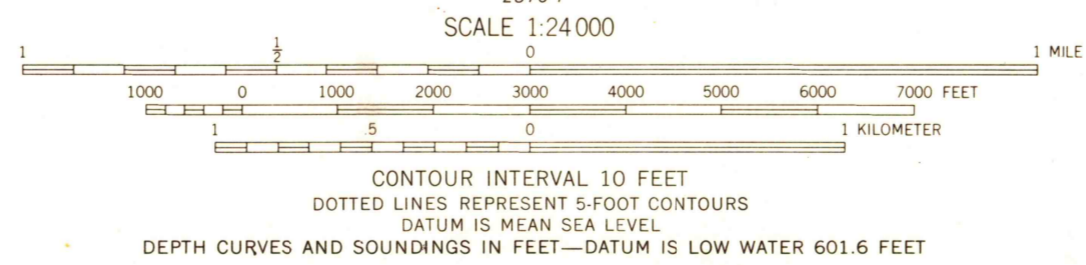 SCALE 1:24 000
1 ½ 0 1 MILE
1000 0 1000 2000 3000 4000 5000 6000 7000 FEET
1 .5 0 1 KILOMETER
CONTOUR INTERVAL 10 FEET
DOTTED LINES REPRESENT 5-FOOT CONTOURS
DATUM IS MEAN SEA LEVEL
DEPTH CURVES AND SOUNDINGS IN FEET—DATUM IS LOW WATER 601.6 FEET